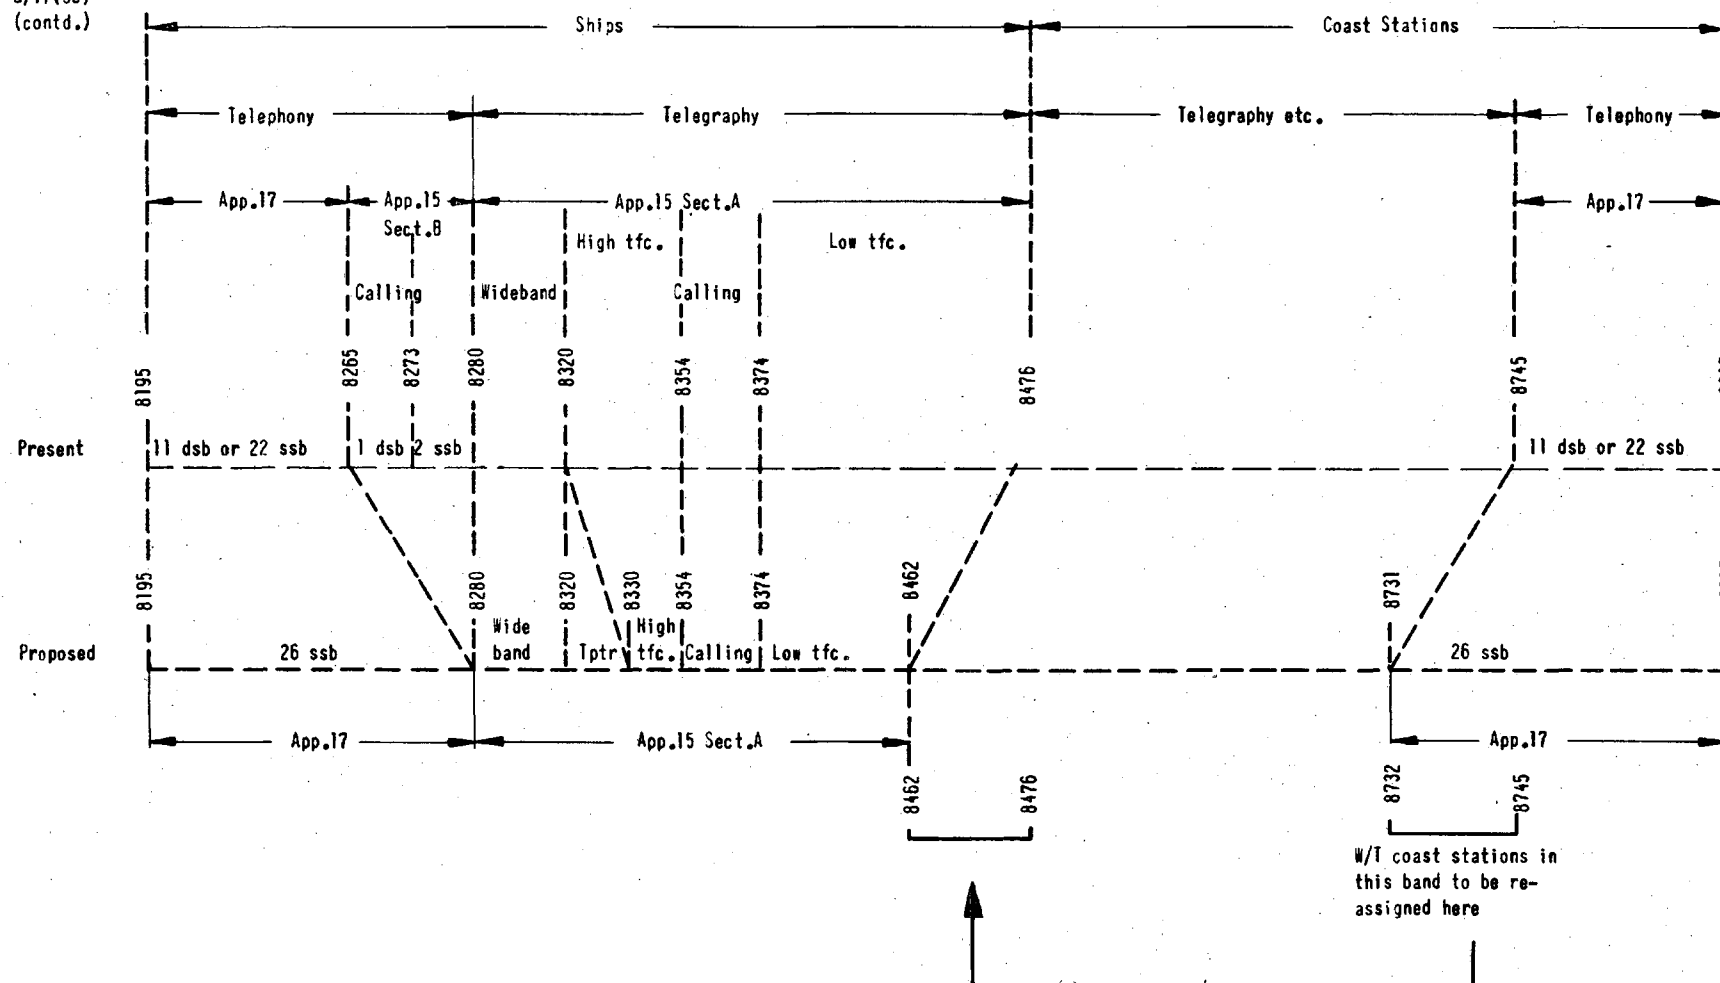 (contd.)
Ships
Coast Stations
Telephony
Telegraphy
Telegraphy etc.
Telephony
App.17
App.15
Sect.B
App.15 Sect.A
App.17
High tfc.
Low tfc.
Calling
Wideband
Calling
8195
8265
8273
8280
8320
8354
8374
8476
8745
Present
11 dsb or 22 ssb
1 dsb 2 ssb
11 dsb or 22 ssb
8195
8280
8320
8330
8354
8374
8462
8731
Proposed
26 ssb
Wide
band
Tptr
High
tfc.
Calling
Low tfc.
26 ssb
App.17
App.15 Sect.A
App.17
8462
8476
8732
8745
W/T coast stations in
this band to be re-
assigned here